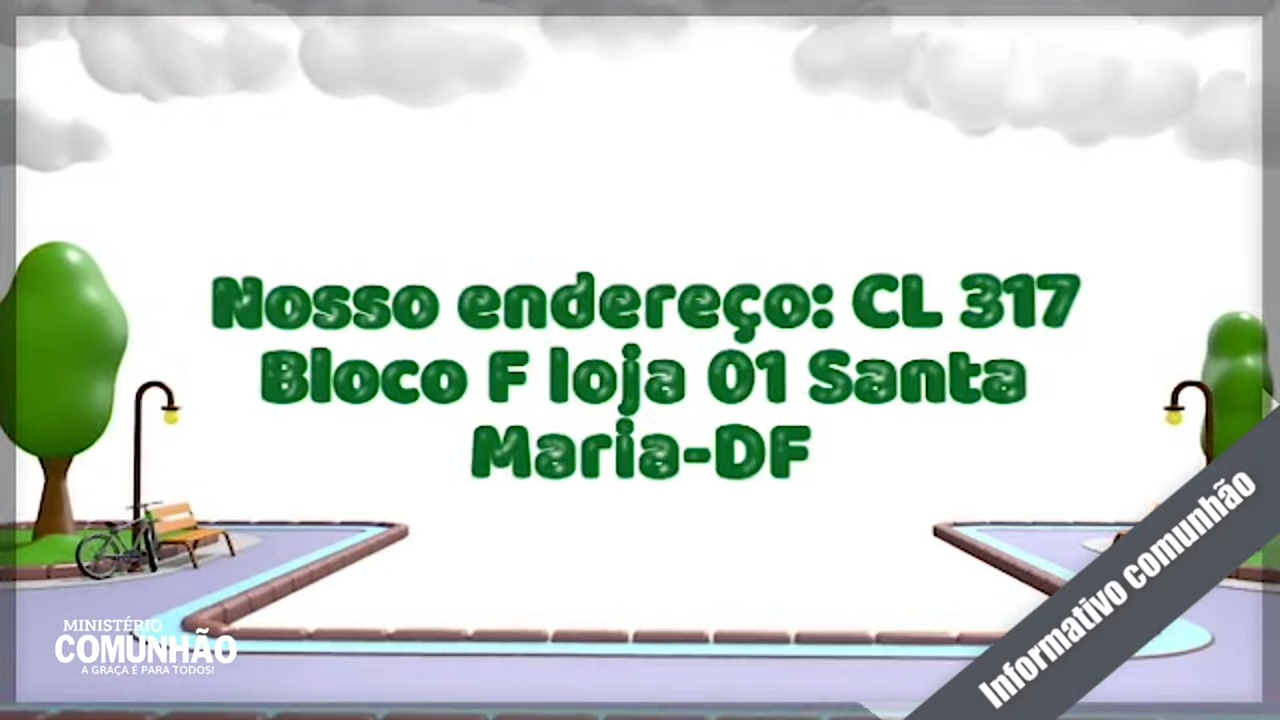 Nosso endereço: CL 317
Bloco F loja 01 Santa
Maria-DF
MINISTÉRIO
COMUNHÃO
A GRAÇA É PARA TODOS!
Informativo comunhão